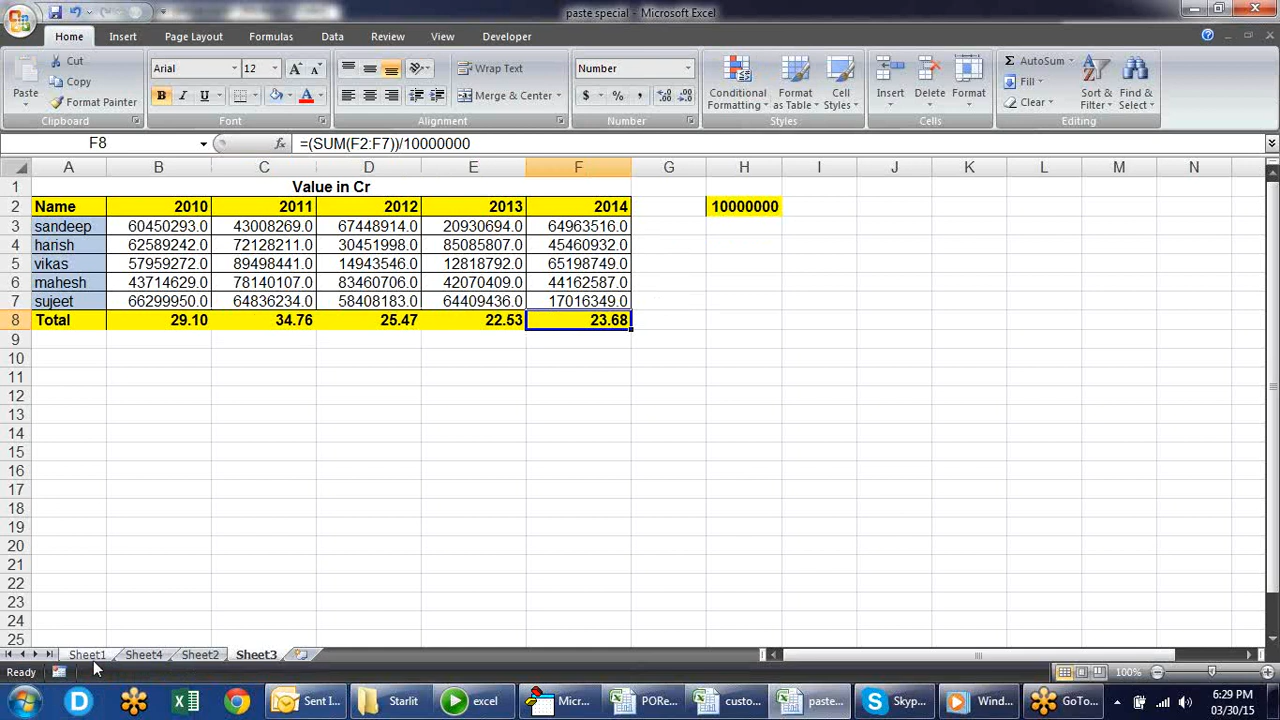 paste special - Microsoft Excel
Home Insert Page Layout Formulas Data Review View Developer
Paste
Cut
Copy
Format Painter
Clipboard
Arial 12
B I U
Font
Wrap Text
Merge & Center
Alignment
Number
$ % ,
Number
Conditional Formatting
Format as Table
Cell Styles
Styles
Insert Delete Format
Cells
AutoSum
Fill
Clear
Sort & Filter
Find & Select
Editing
F8 fx =(SUM(F2:F7))/10000000
A B C D E F G H I J K L M N
1 Value in Cr
2 Name 2010 2011 2012 2013 2014 10000000
3 sandeep 60450293.0 43008269.0 67448914.0 20930694.0 64963516.0
4 harish 62589242.0 72128211.0 30451998.0 85085807.0 45460932.0
5 vikas 57959272.0 89498441.0 14943546.0 12818792.0 65198749.0
6 mahesh 43714629.0 78140107.0 83460706.0 42070409.0 44162587.0
7 sujeet 66299950.0 64836234.0 58408183.0 64409436.0 17016349.0
8 Total 29.10 34.76 25.47 22.53 23.68
9
10
11
12
13
14
15
16
17
18
19
20
21
22
23
24
25
Sheet1 Sheet4 Sheet2 Sheet3
Ready 100%
Sent I... Starlit excel Micr... PORe... custo... paste... Skyp... Wind... GoTo...
6:29 PM
03/30/15